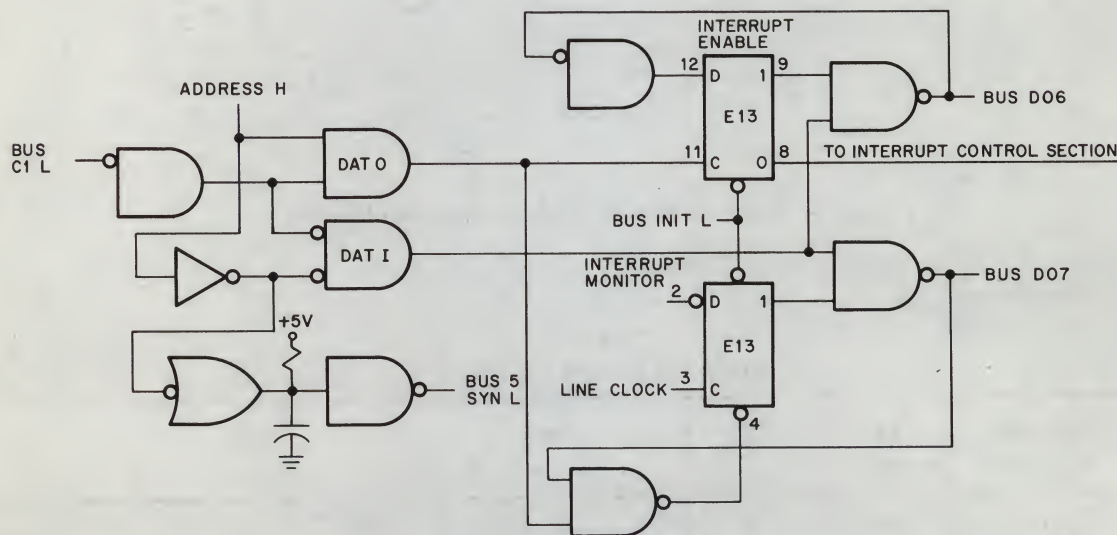 INTERRUPT
ENABLE
12
D
1
9
E13
11
C
O
8
TO INTERRUPT CONTROL SECTION
BUS D06
ADDRESS H
BUS
C1 L
DAT O
DAT I
+5V
BUS 5
SYN L
BUS INIT L
INTERRUPT
MONITOR
2
D
1
E13
LINE CLOCK
3
C
4
BUS D07